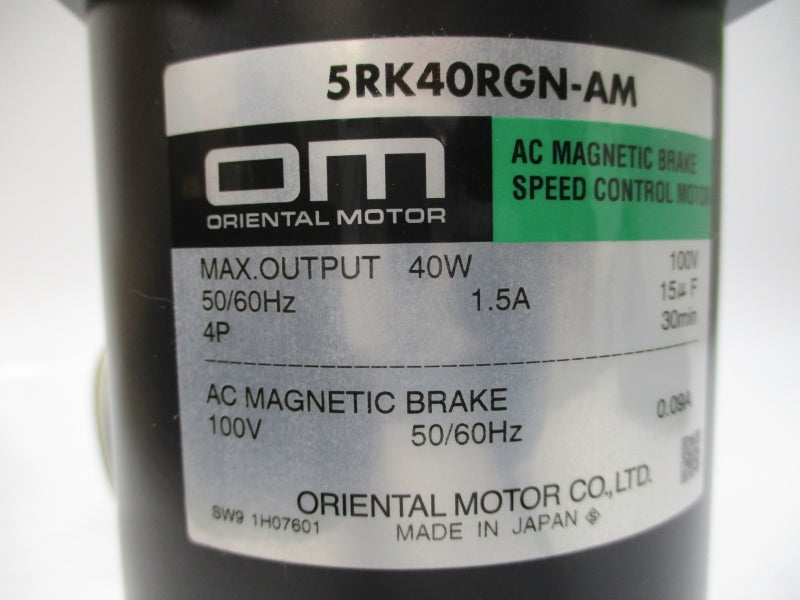 5RK40RGN-AM
OM
ORIENTAL MOTOR
AC MAGNETIC BRAKE
SPEED CONTROL MOTOR
MAX.OUTPUT 40W 100V
50/60Hz 1.5A 15μF
4P 30min
AC MAGNETIC BRAKE 0.09A
100V 50/60Hz
ORIENTAL MOTOR CO.,LTD.
SW9 1H07601 MADE IN JAPAN S